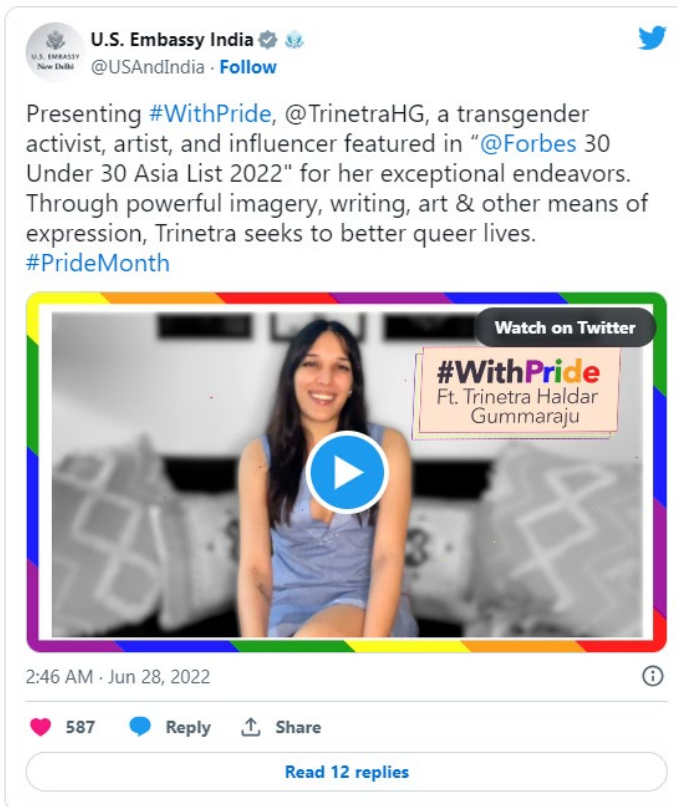 U.S. Embassy India
U.S. EMBASSY
New Delhi
@USAndIndia · Follow
Presenting #WithPride, @TrinetraHG, a transgender
activist, artist, and influencer featured in “@Forbes 30
Under 30 Asia List 2022" for her exceptional endeavors.
Through powerful imagery, writing, art & other means of
expression, Trinetra seeks to better queer lives.
#PrideMonth
Watch on Twitter
#WithPride
Ft. Trinetra Haldar
Gummaraju
2:46 AM · Jun 28, 2022
587 Reply Share
Read 12 replies